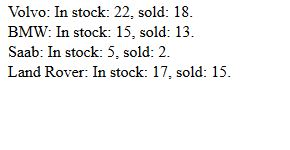 Volvo: In stock: 22, sold: 18.
BMW: In stock: 15, sold: 13.
Saab: In stock: 5, sold: 2.
Land Rover: In stock: 17, sold: 15.